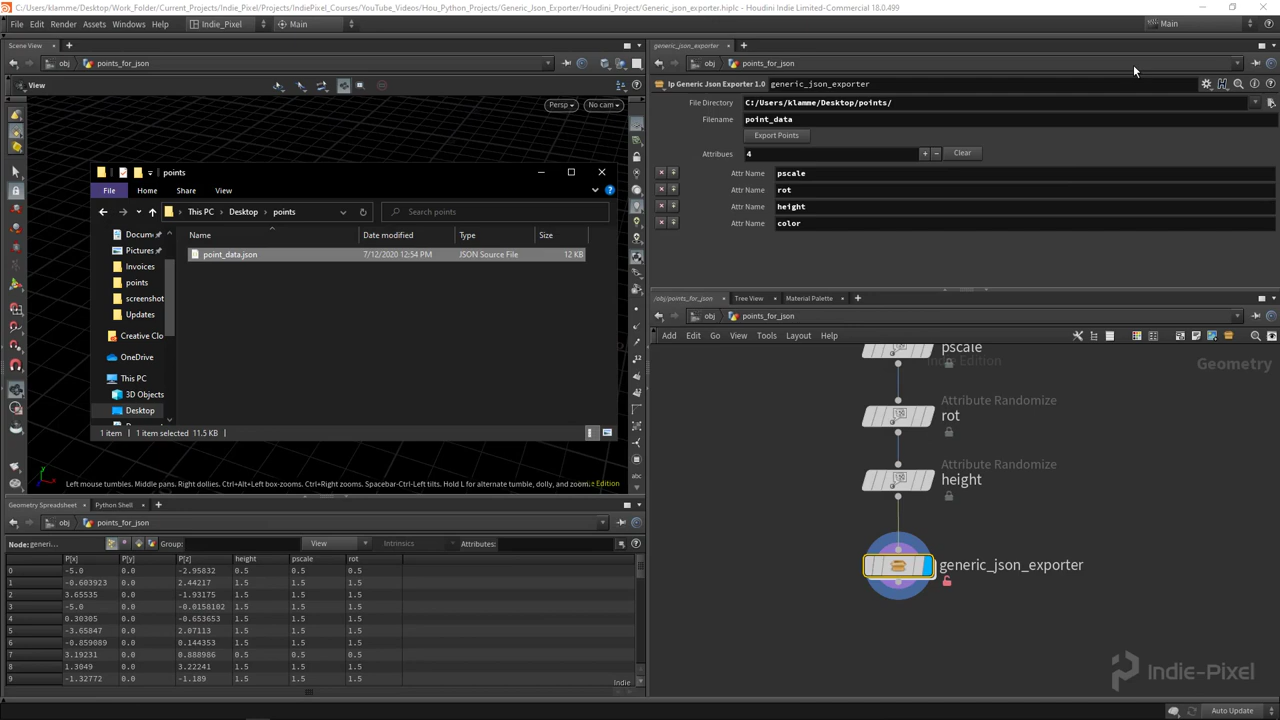 C:/Users/klamme/Desktop/Work_Folder/Current_Projects/Indie_Pixel/Projects/IndiePixel_Courses/YouTube_Videos/Hou_Python_Projects/Generic_Json_Exporter/Houdini_Project/Generic_json_exporter.hiplc - Houdini Indie Limited-Commercial 18.0.499
File Edit Render Assets Windows Help Indie_Pixel Main Main
Scene View
obj points_for_json
View
Persp No cam
points
File Home Share View
This PC Desktop points Search points
Name Date modified Type Size
point_data.json 7/12/2020 12:54 PM JSON Source File 12 KB
Docum
Pictures
Invoices
points
screenshot
Updates
Creative Clo
OneDrive
This PC
3D Objects
Desktop
1 item 1 item selected 11.5 KB
Left mouse tumbles. Middle pans. Right dollies. Ctrl+Alt+Left box-zooms. Ctrl+Right zooms. Spacebar-Ctrl-Left tilts. Hold L for alternate tumble, dolly, and zoom.
e Edition
Geometry Spreadsheet Python Shell
obj points_for_json
Node: generi... Group: View Intrinsics Attributes:
P[x] P[y] P[z] height pscale rot
0 -5.0 0.0 -2.95832 0.5 1.5 1.5
1 -0.603923 0.0 2.44217 1.5 1.5 1.5
2 3.65535 0.0 -1.93175 1.5 1.5 1.5
3 -5.0 0.0 -0.0158102 1.5 1.5 1.5
4 0.30305 0.0 -0.653653 1.5 1.5 1.5
5 -3.65847 0.0 2.07113 1.5 1.5 1.5
6 -0.859089 0.0 0.144353 1.5 1.5 1.5
7 3.19231 0.0 0.888986 1.5 0.5 1.5
8 1.3049 0.0 3.22241 1.5 1.5 1.5
9 -1.32772 0.0 -1.189 1.5 1.5 1.5
Indie
generic_json_exporter
obj points_for_json
Ip Generic Json Exporter 1.0 generic_json_exporter
File Directory C:/Users/klamme/Desktop/points/
Filename point_data
Export Points
Attribues 4 Clear
Attr Name pscale
Attr Name rot
Attr Name height
Attr Name color
/obj/points_for_json Tree View Material Palette
obj points_for_json
Add Edit Go View Tools Layout Help
pscale
Indie Edition
Geometry
Attribute Randomize
rot
Attribute Randomize
height
generic_json_exporter
Indie-Pixel
Auto Update